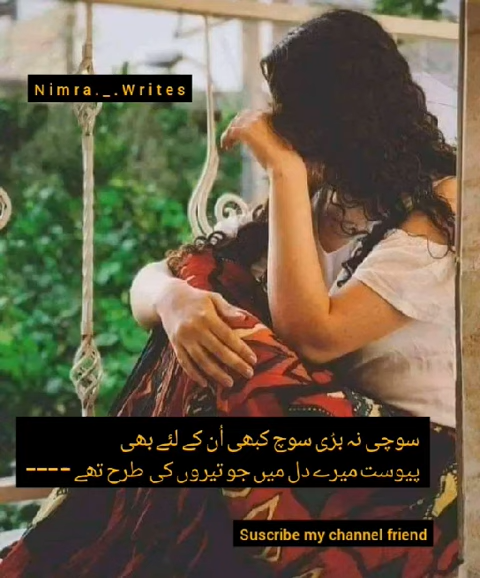 Nimra._.Writes
سوچی نہ بڑی سوچ کبھی اُن کے لئے بھی
پیوست میرے دل میں جو تیروں کی طرح تھے ----
Suscribe my channel friend